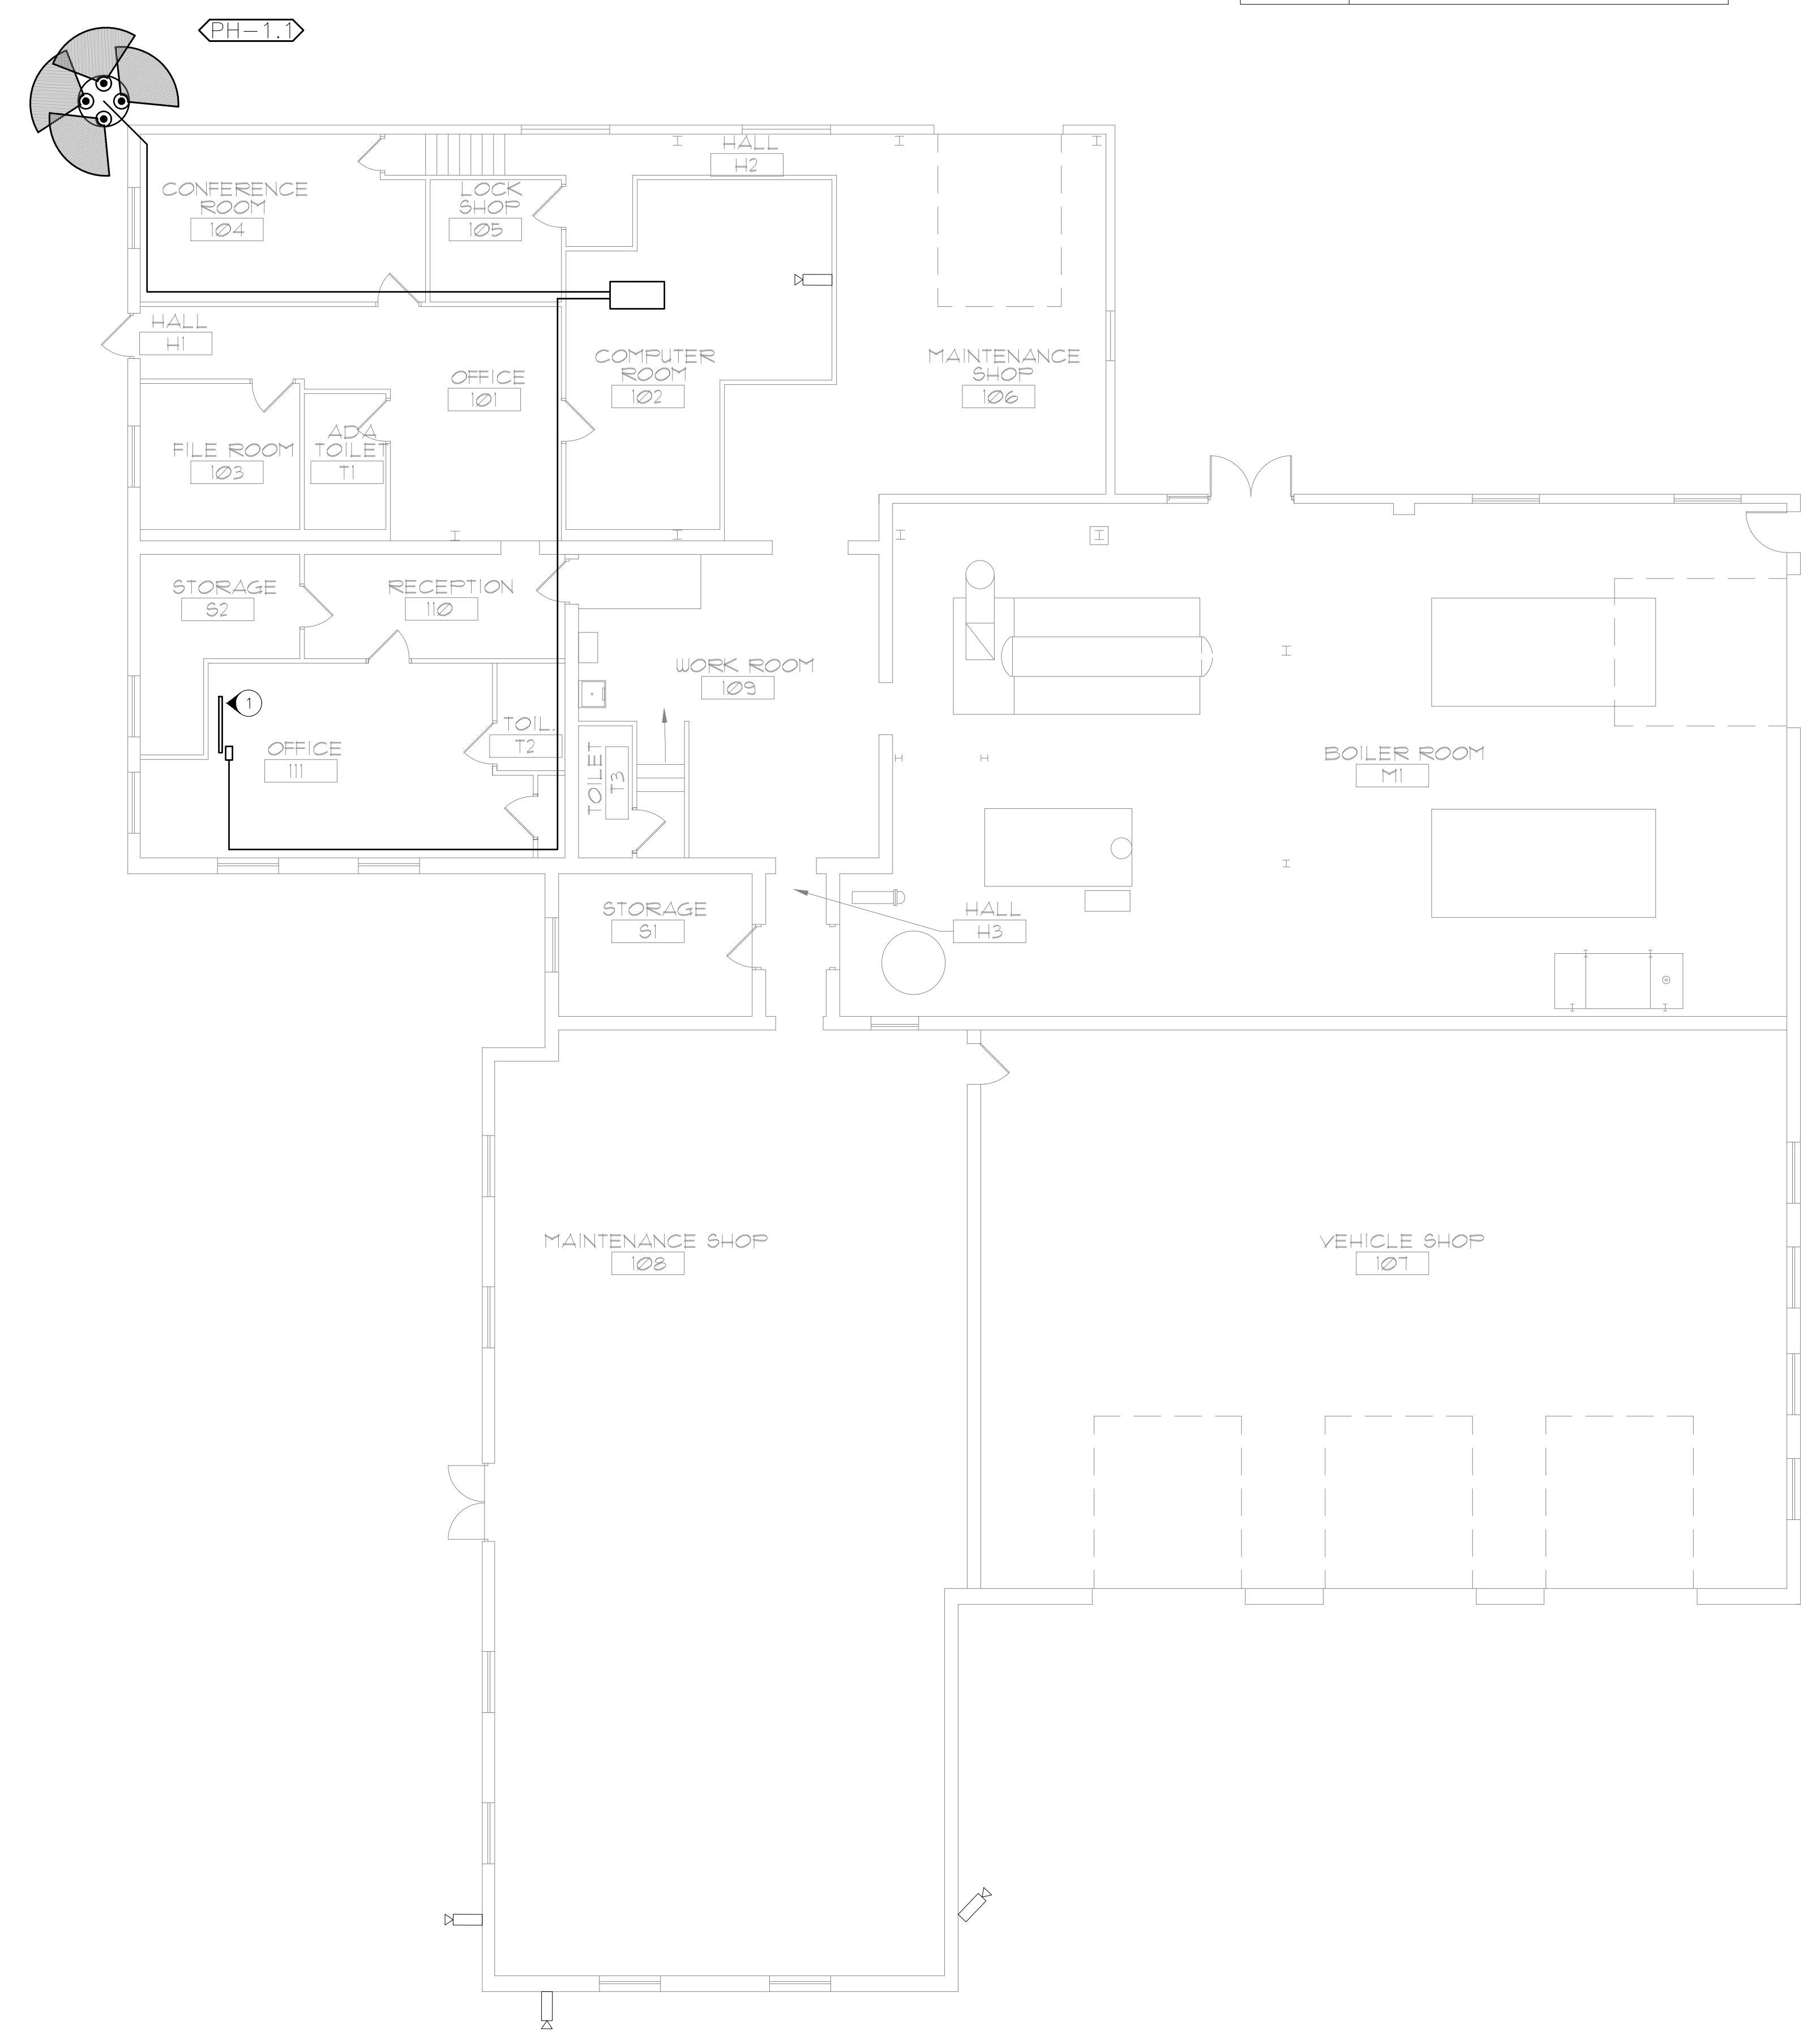 PH-1.1
HALL
H2
CONFERENCE
ROOM
104
LOCK
SHOP
105
HALL
H1
COMPUTER
ROOM
102
MAINTENANCE
SHOP
106
OFFICE
101
FILE ROOM
103
ADA
TOILET
T1
STORAGE
S2
RECEPTION
110
WORK ROOM
109
1
OFFICE
111
TOIL.
T2
TOILET
T3
BOILER ROOM
M1
STORAGE
S1
HALL
H3
MAINTENANCE SHOP
108
VEHICLE SHOP
107